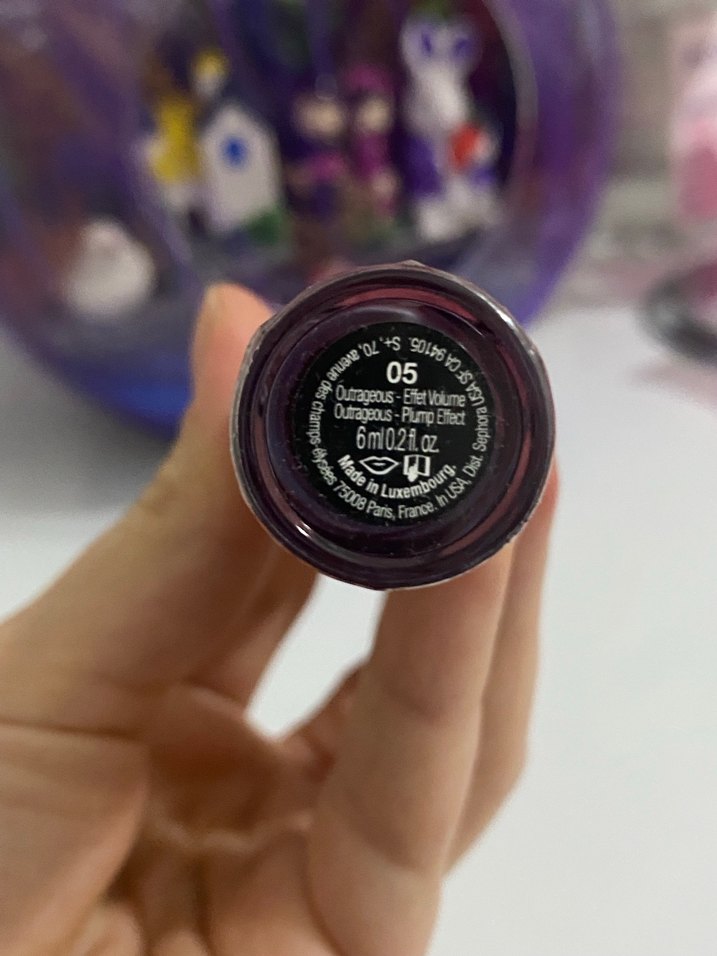 05
Outrageous - Effet Volume
Outrageous - Plump Effect
6 ml 0.2 fl. oz.
Made in Luxembourg.
S+, 70, avenue des champs-élysées 75008 Paris, France. In USA, Dist. Sephora USA SF CA 94105.